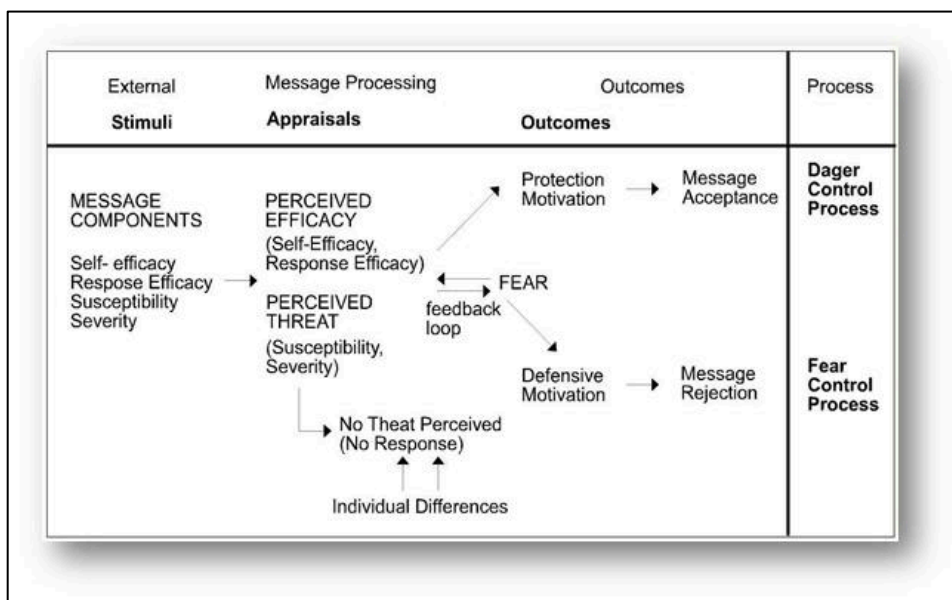 External
Stimuli
Message Processing
Appraisals
Outcomes
Outcomes
Process
MESSAGE
COMPONENTS
Self- efficacy
Respose Efficacy
Susceptibility
Severity
PERCEIVED
EFFICACY
(Self-Efficacy,
Response Efficacy)
PERCEIVED
THREAT
(Susceptibility,
Severity)
No Theat Perceived
(No Response)
Individual Differences
FEAR
feedback
loop
Protection
Motivation
Message
Acceptance
Defensive
Motivation
Message
Rejection
Dager
Control
Process
Fear
Control
Process